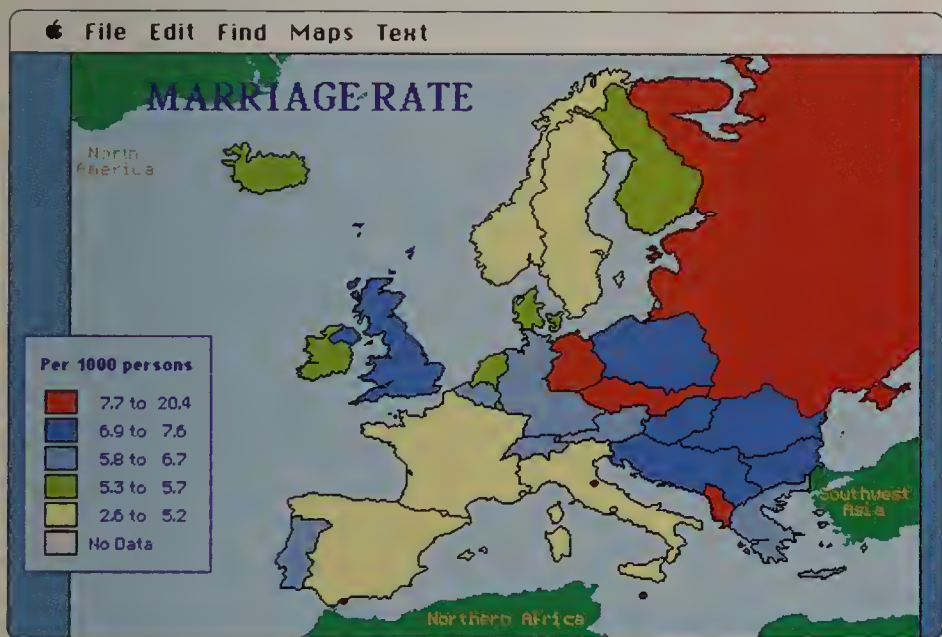 File Edit Find Maps Text
MARRIAGE RATE
North
America
Per 1000 persons
7.7 to 20.4
6.9 to 7.6
5.8 to 6.7
5.3 to 5.7
2.6 to 5.2
No Data
Southwest
Asia
Northern Africa